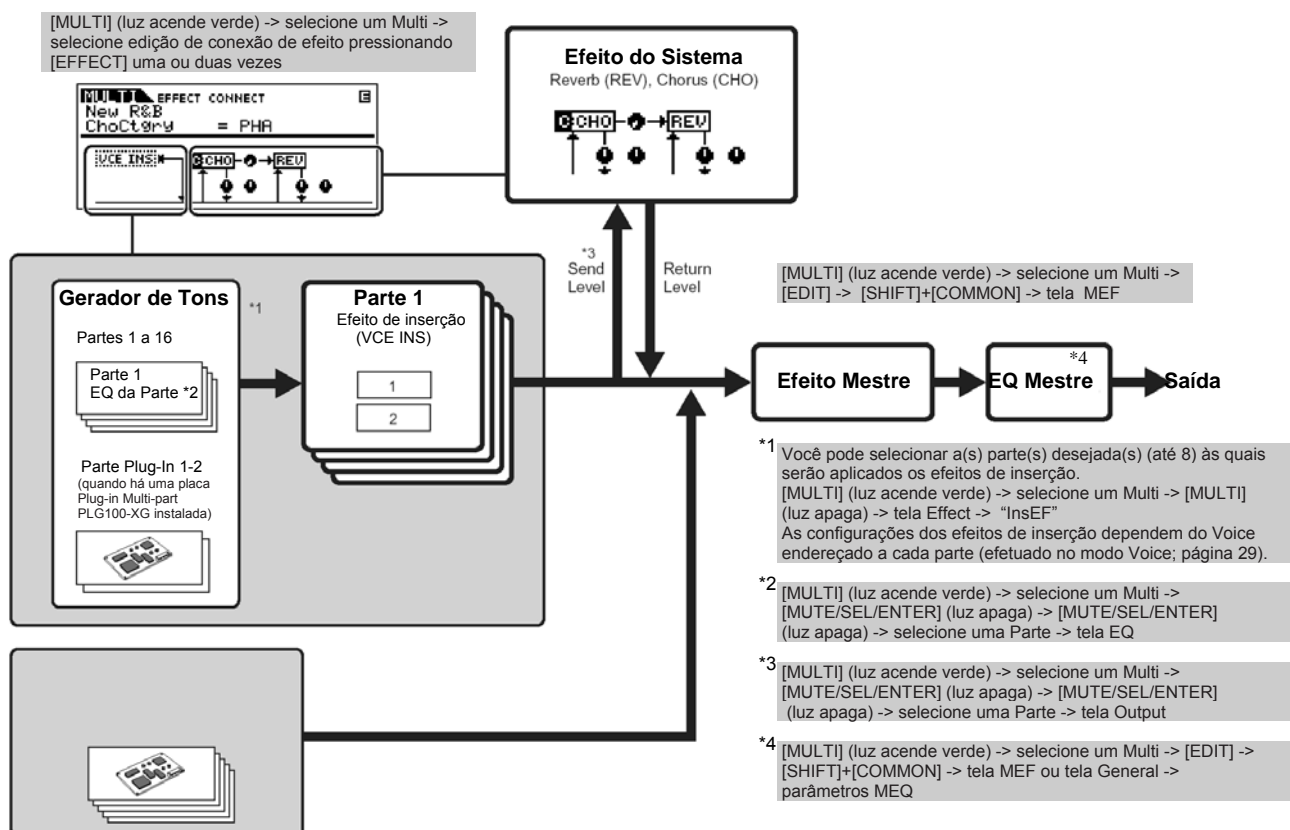 [MULTI] (luz acende verde) -> selecione um Multi ->
selecione edição de conexão de efeito pressionando
[EFFECT] uma ou duas vezes
MULTI EFFECT CONNECT E
New R&B
ChoCtgry = PHA
VCE INS
C CHO REV
Efeito do Sistema
Reverb (REV), Chorus (CHO)
C CHO REV
*3
Send
Level
Return
Level
[MULTI] (luz acende verde) -> selecione um Multi ->
[EDIT] -> [SHIFT]+[COMMON] -> tela MEF
Gerador de Tons
Partes 1 a 16
Parte 1
EQ da Parte *2
Parte Plug-In 1-2
(quando há uma placa
Plug-in Multi-part
PLG100-XG instalada)
*1
Parte 1
Efeito de inserção
(VCE INS)
1
2
Efeito Mestre
*4
EQ Mestre
Saída
*1
Você pode selecionar a(s) parte(s) desejada(s) (até 8) às quais
serão aplicados os efeitos de inserção.
[MULTI] (luz acende verde) -> selecione um Multi -> [MULTI]
(luz apaga) -> tela Effect -> “InsEF”
As configurações dos efeitos de inserção dependem do Voice
endereçado a cada parte (efetuado no modo Voice; página 29).
*2
[MULTI] (luz acende verde) -> selecione um Multi ->
[MUTE/SEL/ENTER] (luz apaga) -> [MUTE/SEL/ENTER]
(luz apaga) -> selecione uma Parte -> tela EQ
*3
[MULTI] (luz acende verde) -> selecione um Multi ->
[MUTE/SEL/ENTER] (luz apaga) -> [MUTE/SEL/ENTER]
(luz apaga) -> selecione uma Parte -> tela Output
*4
[MULTI] (luz acende verde) -> selecione um Multi -> [EDIT] ->
[SHIFT]+[COMMON] -> tela MEF ou tela General ->
parâmetros MEQ